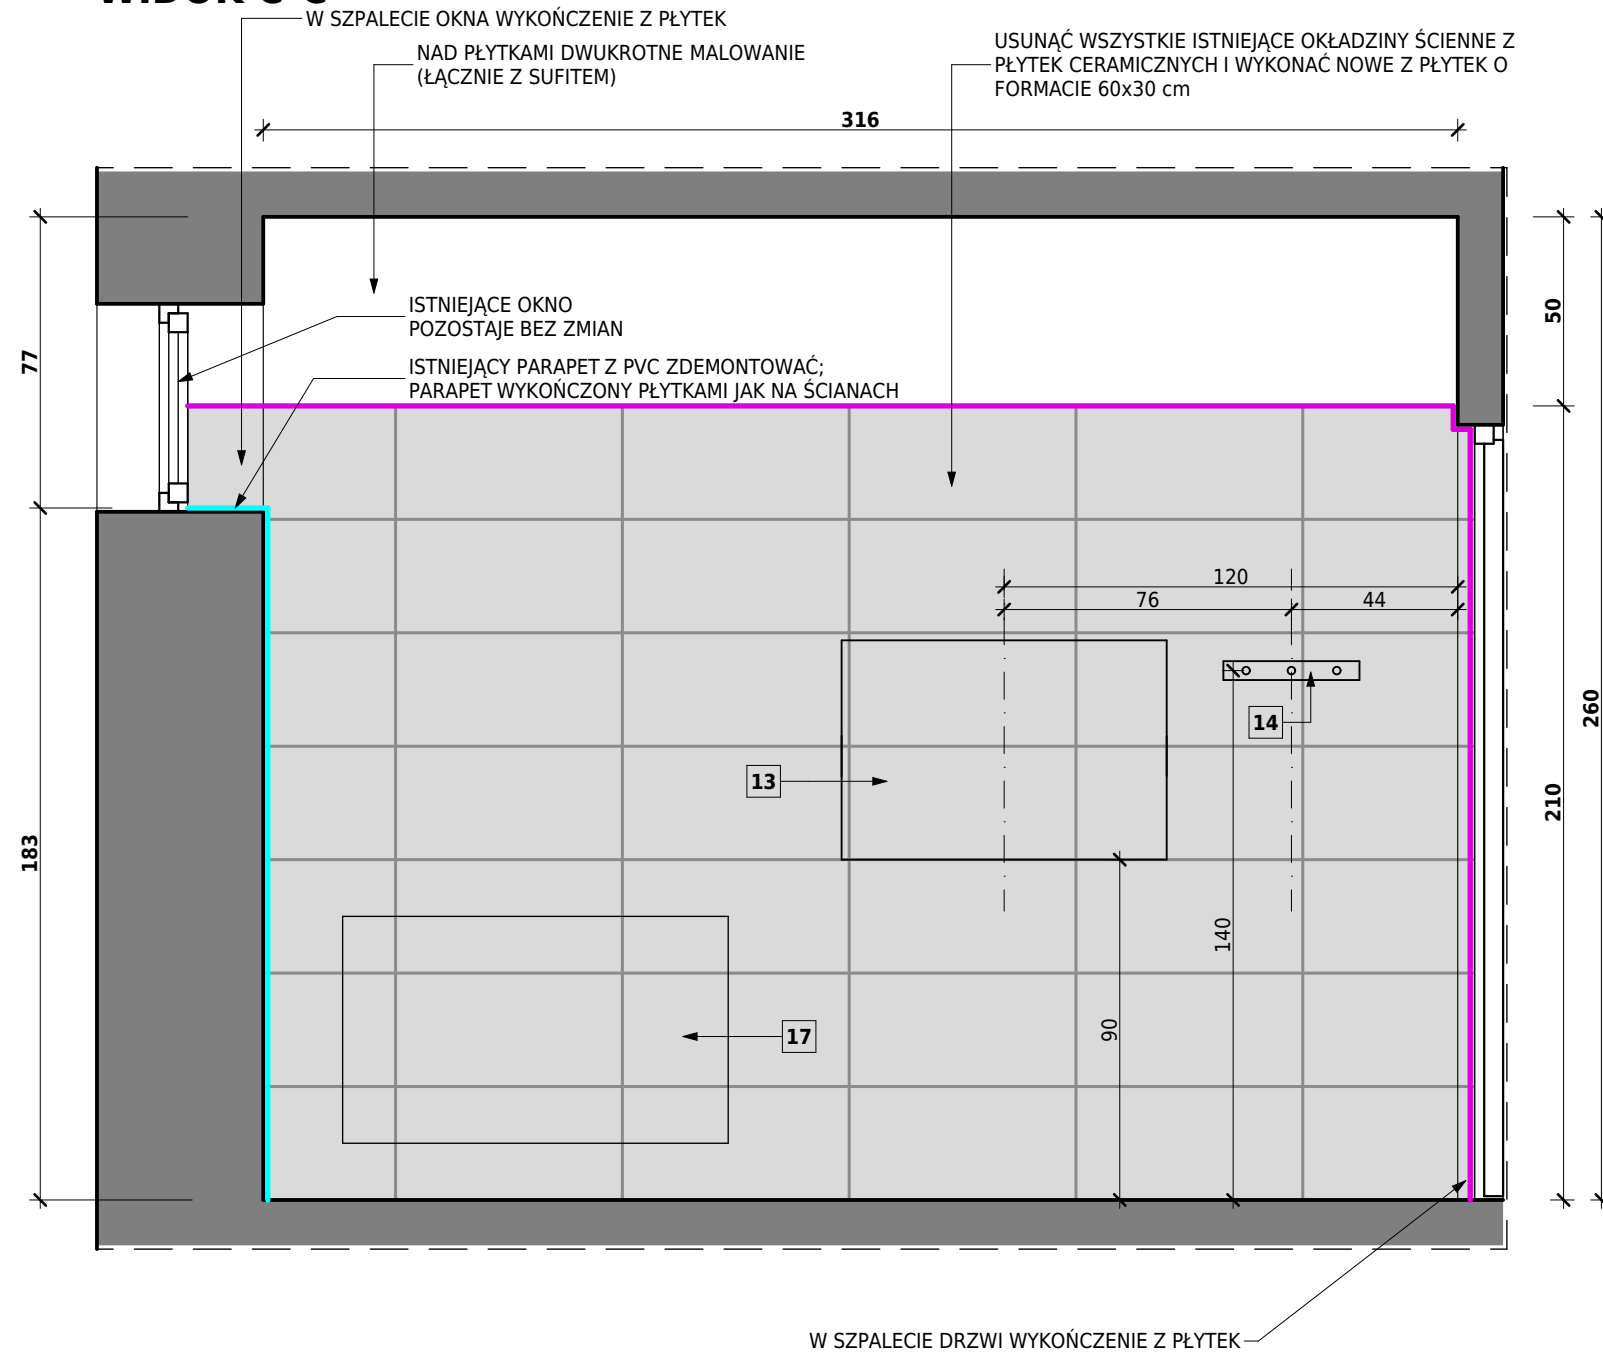 WIDOK C-C
W SZPALECIE OKNA WYKOŃCZENIE Z PŁYTEK
NAD PŁYTKAMI DWUKROTNE MALOWANIE
(ŁĄCZNIE Z SUFITEM)
USUNĄĆ WSZYSTKIE ISTNIEJĄCE OKŁADZINY ŚCIENNE Z
PŁYTEK CERAMICZNYCH I WYKONAĆ NOWE Z PŁYTEK O
FORMACIE 60x30 cm
316
ISTNIEJĄCE OKNO
POZOSTAJE BEZ ZMIAN
ISTNIEJĄCY PARAPET Z PVC ZDEMONTOWAĆ;
PARAPET WYKOŃCZONY PŁYTKAMI JAK NA ŚCIANACH
77
50
120
76
44
14
260
13
210
183
140
90
17
W SZPALECIE DRZWI WYKOŃCZENIE Z PŁYTEK